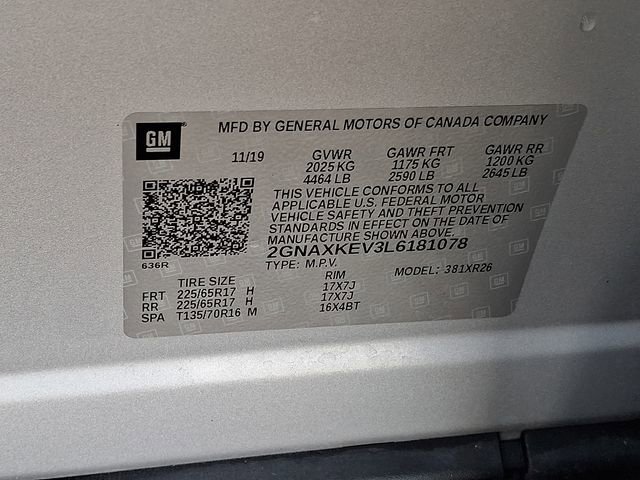 GM
MFD BY GENERAL MOTORS OF CANADA COMPANY
11/19 GVWR GAWR FRT GAWR RR
2025 KG 1175 KG 1200 KG
4464 LB 2590 LB 2645 LB
THIS VEHICLE CONFORMS TO ALL
APPLICABLE U.S. FEDERAL MOTOR
VEHICLE SAFETY AND THEFT PREVENTION
STANDARDS IN EFFECT ON THE DATE OF
MANUFACTURE SHOWN ABOVE.
2GNAXKEV3L6181078
636R TYPE: M.P.V. MODEL: 381XR26
TIRE SIZE RIM
FRT 225/65R17 H 17X7J
RR 225/65R17 H 17X7J
SPA T135/70R16 M 16X4BT